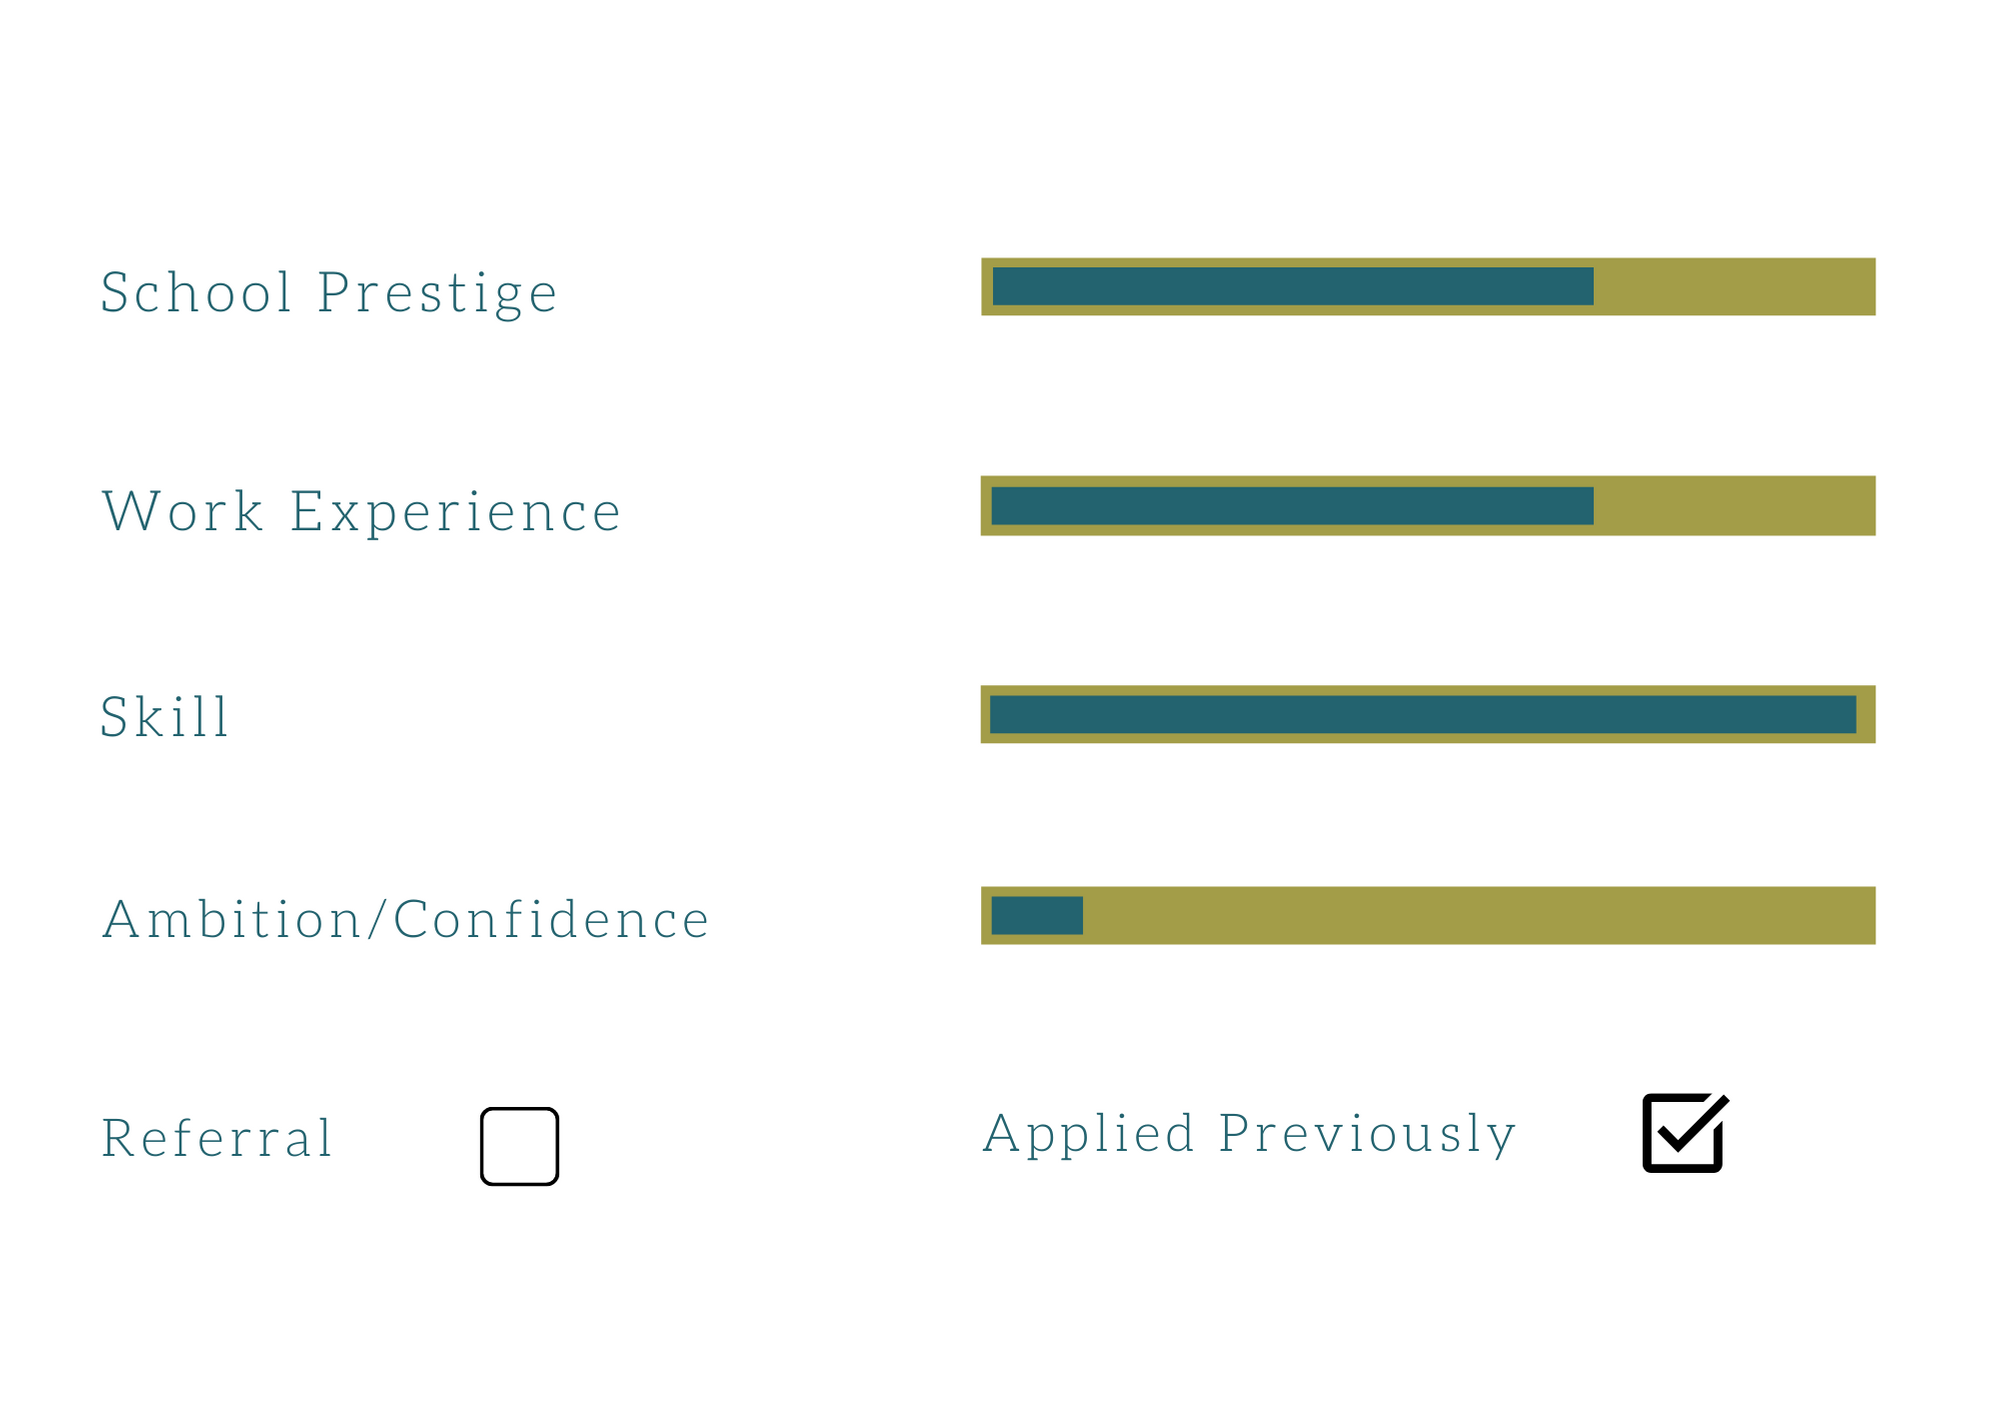 School Prestige
Work Experience
Skill
Ambition/Confidence
Referral
Applied Previously